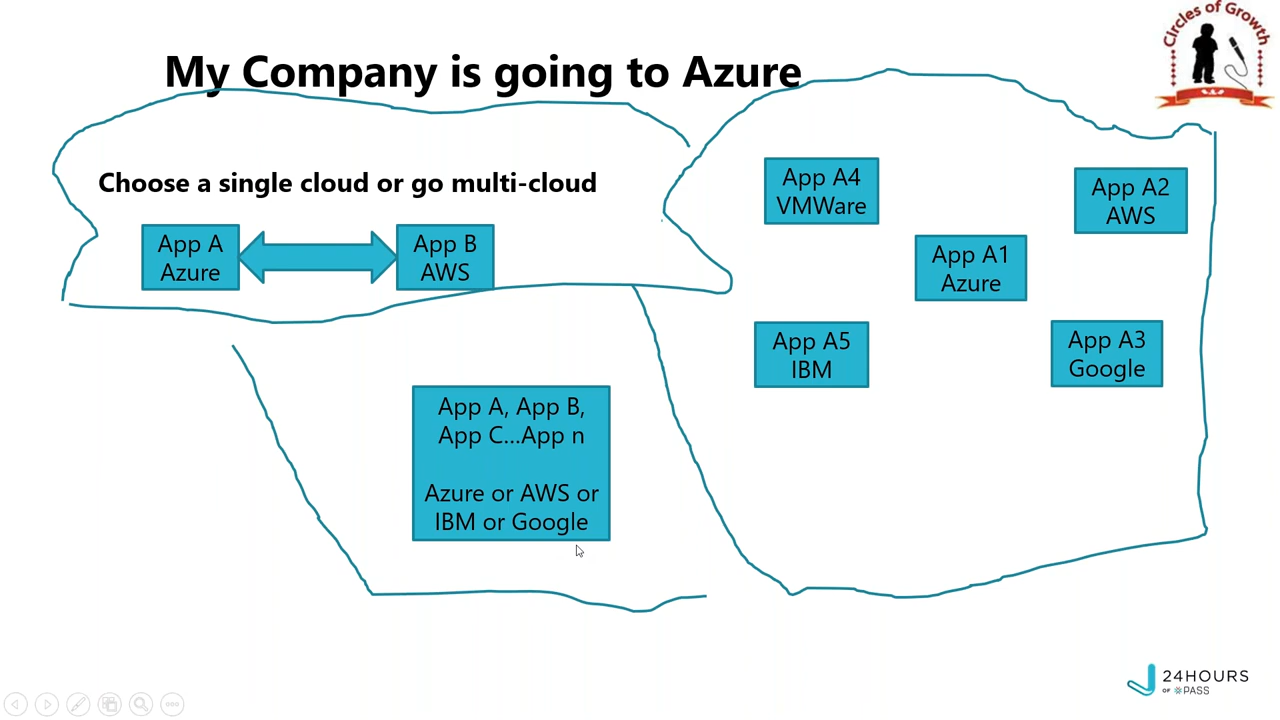 Circles of Growth
My Company is going to Azure
Choose a single cloud or go multi-cloud
App A
Azure
App B
AWS
App A4
VMWare
App A2
AWS
App A1
Azure
App A5
IBM
App A3
Google
App A, App B,
App C...App n
Azure or AWS or
IBM or Google
24HOURS
OF PASS